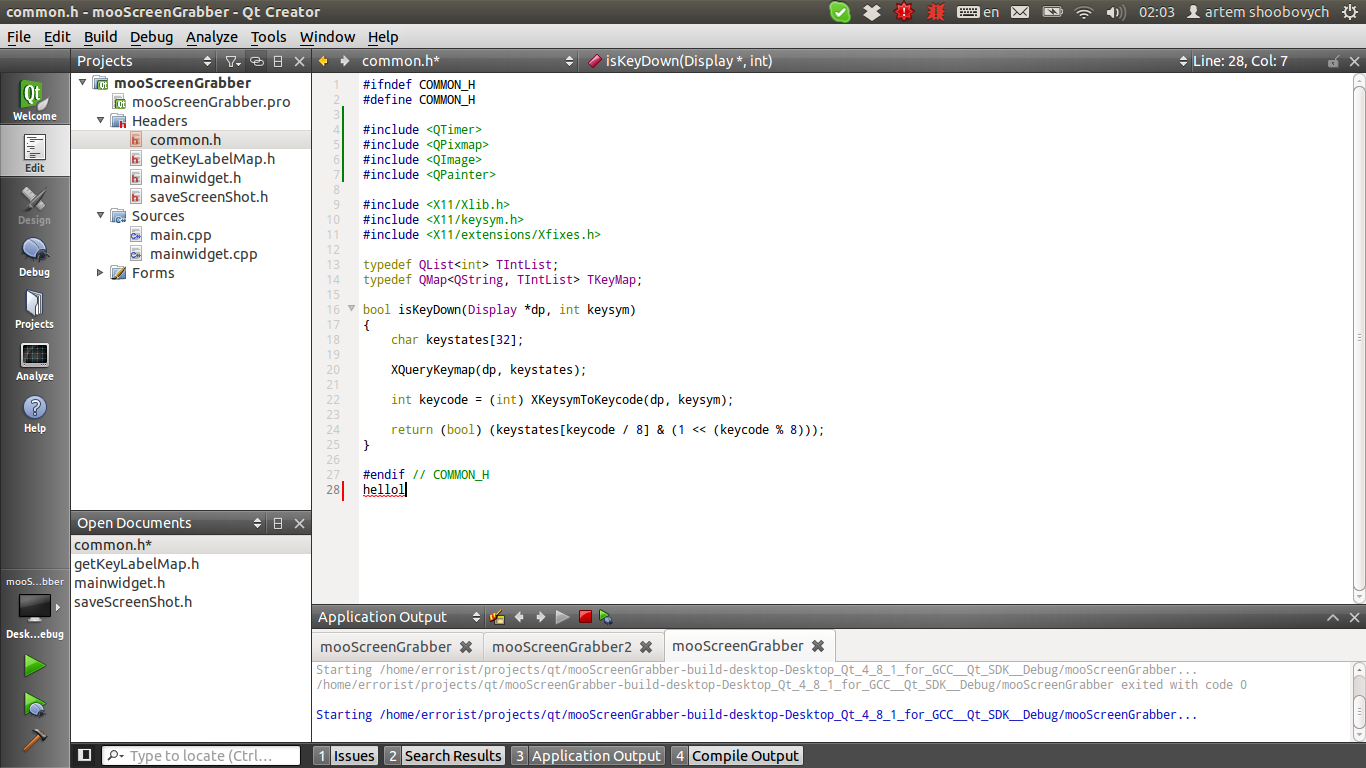 common.h - mooScreenGrabber - Qt Creator
en
02:03
artem shoobovych
File Edit Build Debug Analyze Tools Window Help
Projects
common.h*
isKeyDown(Display *, int)
Line: 28, Col: 7
Welcome
Edit
Design
Debug
Projects
Analyze
Help
mooS...bber
Desk...ebug
mooScreenGrabber
mooScreenGrabber.pro
Headers
common.h
getKeyLabelMap.h
mainwidget.h
saveScreenShot.h
Sources
main.cpp
mainwidget.cpp
Forms
Open Documents
common.h*
getKeyLabelMap.h
mainwidget.h
saveScreenShot.h
1 #ifndef COMMON_H
2 #define COMMON_H
3
4 #include <QTimer>
5 #include <QPixmap>
6 #include <QImage>
7 #include <QPainter>
8
9 #include <X11/Xlib.h>
10 #include <X11/keysym.h>
11 #include <X11/extensions/Xfixes.h>
12
13 typedef QList<int> TIntList;
14 typedef QMap<QString, TIntList> TKeyMap;
15
16 bool isKeyDown(Display *dp, int keysym)
17 {
18     char keystates[32];
19
20     XQueryKeymap(dp, keystates);
21
22     int keycode = (int) XKeysymToKeycode(dp, keysym);
23
24     return (bool) (keystates[keycode / 8] & (1 << (keycode % 8)));
25 }
26
27 #endif // COMMON_H
28 hellol
Application Output
mooScreenGrabber
mooScreenGrabber2
mooScreenGrabber
Starting /home/errorist/projects/qt/mooScreenGrabber-build-desktop-Desktop_Qt_4_8_1_for_GCC__Qt_SDK__Debug/mooScreenGrabber...
/home/errorist/projects/qt/mooScreenGrabber-build-desktop-Desktop_Qt_4_8_1_for_GCC__Qt_SDK__Debug/mooScreenGrabber exited with code 0
Starting /home/errorist/projects/qt/mooScreenGrabber-build-desktop-Desktop_Qt_4_8_1_for_GCC__Qt_SDK__Debug/mooScreenGrabber...
Type to locate (Ctrl...
1 Issues 2 Search Results 3 Application Output 4 Compile Output